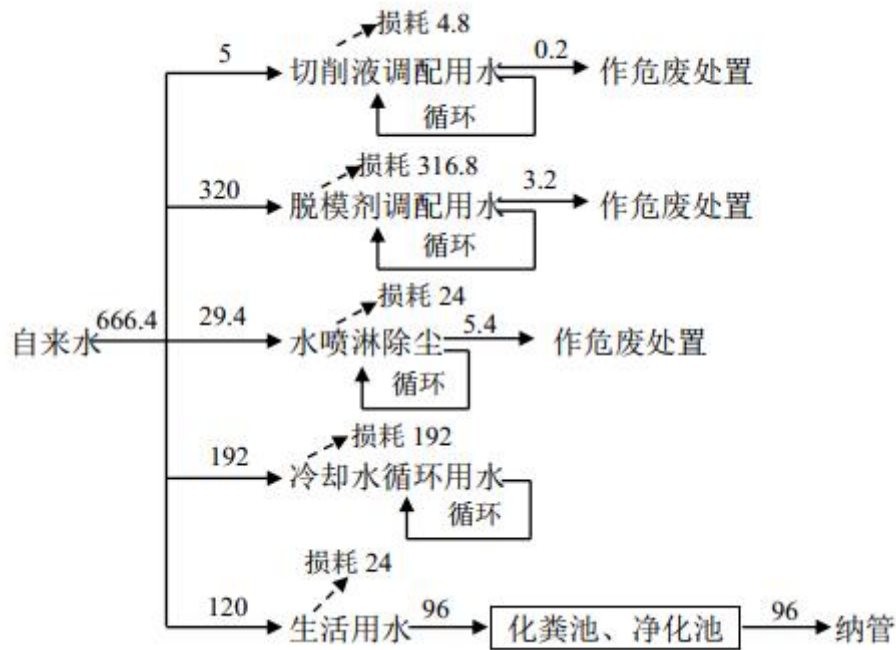 损耗 4.8
5
切削液调配用水
0.2
作危废处置
循环
损耗 316.8
320
脱模剂调配用水
3.2
作危废处置
循环
损耗 24
自来水
666.4
29.4
水喷淋除尘
5.4
作危废处置
循环
损耗 192
192
冷却水循环用水
循环
损耗 24
120
生活用水
96
化粪池、净化池
96
纳管